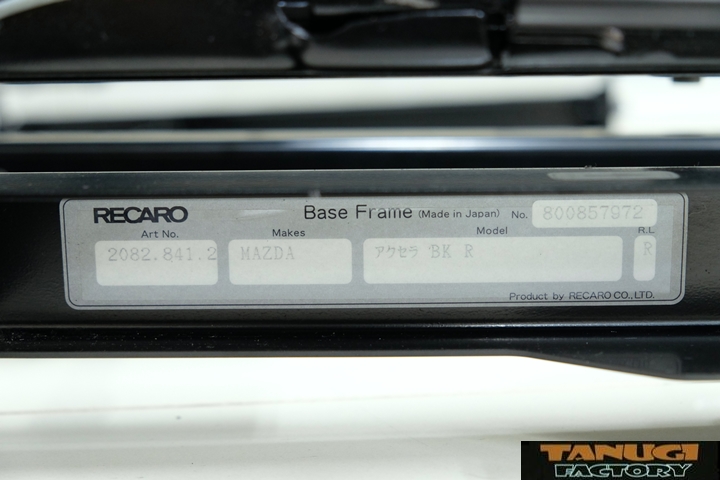 RECARO Base Frame (Made in Japan) No. 800857972
Art No. Makes Model R.L
2082.841.2 MAZDA アクセラ BK R R
Product by RECARO CO., LTD.
TANUGI
FACTORY